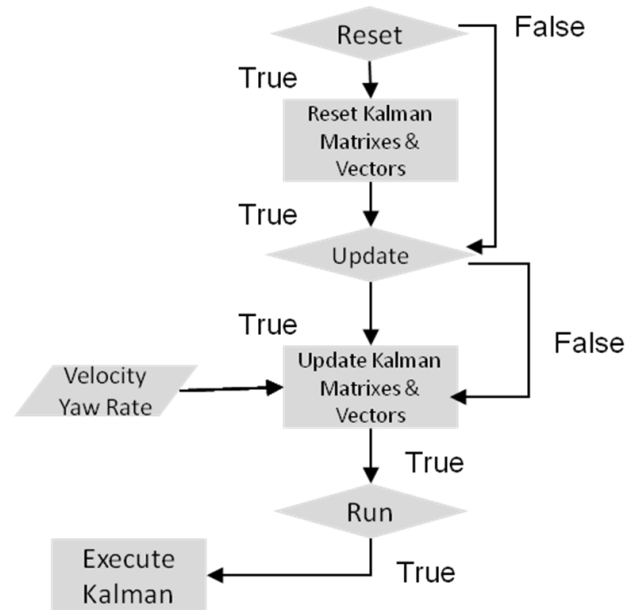 Reset
False
True
Reset Kalman
Matrixes &
Vectors
True
Update
True
False
Update Kalman
Matrixes &
Vectors
Velocity
Yaw Rate
True
Run
True
Execute
Kalman